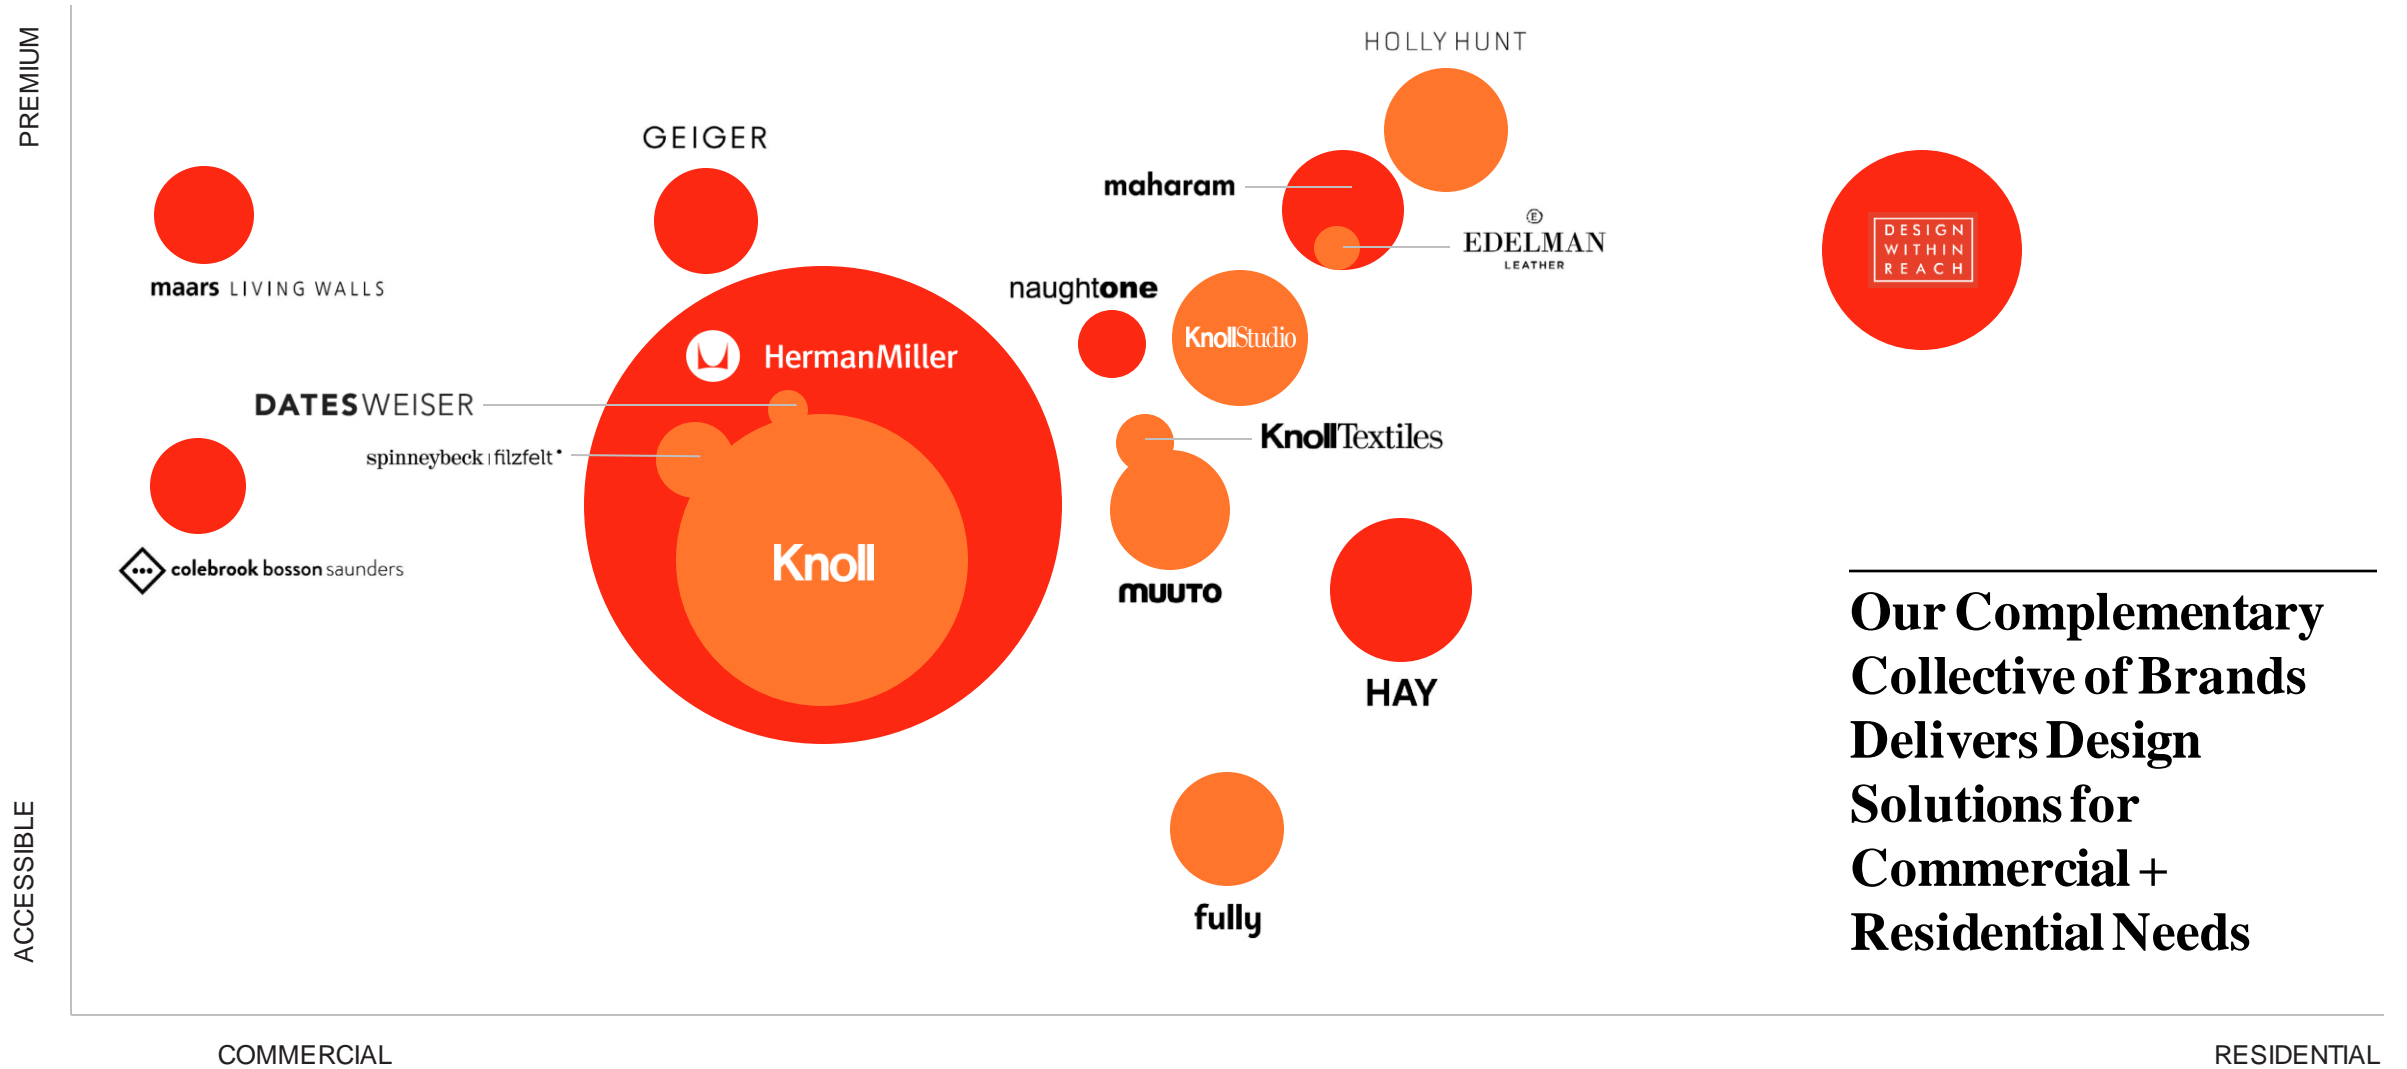 PREMIUM
HOLLY HUNT
GEIGER
maharam
E
EDELMAN
LEATHER
DESIGN
WITHIN
REACH
maars LIVING WALLS
naughtone
KnollStudio
HermanMiller
DATESWEISER
spinneybeck | filzfelt
KnollTextiles
Knoll
colebrook bosson saunders
muuto
HAY
Our Complementary
Collective of Brands
Delivers Design
Solutions for
Commercial +
Residential Needs
ACCESSIBLE
fully
COMMERCIAL
RESIDENTIAL